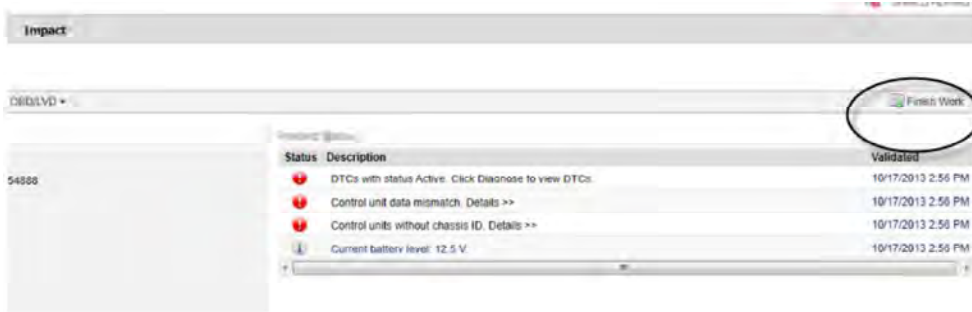 Impact
OBD/LVD
Finish Work
Product Status
Status Description Validated
54888
DTCs with status Active. Click Diagnose to view DTCs. 10/17/2013 2:56 PM
Control unit data mismatch. Details >> 10/17/2013 2:56 PM
Control units without chassis ID. Details >> 10/17/2013 2:56 PM
Current battery level: 12.5 V. 10/17/2013 2:56 PM